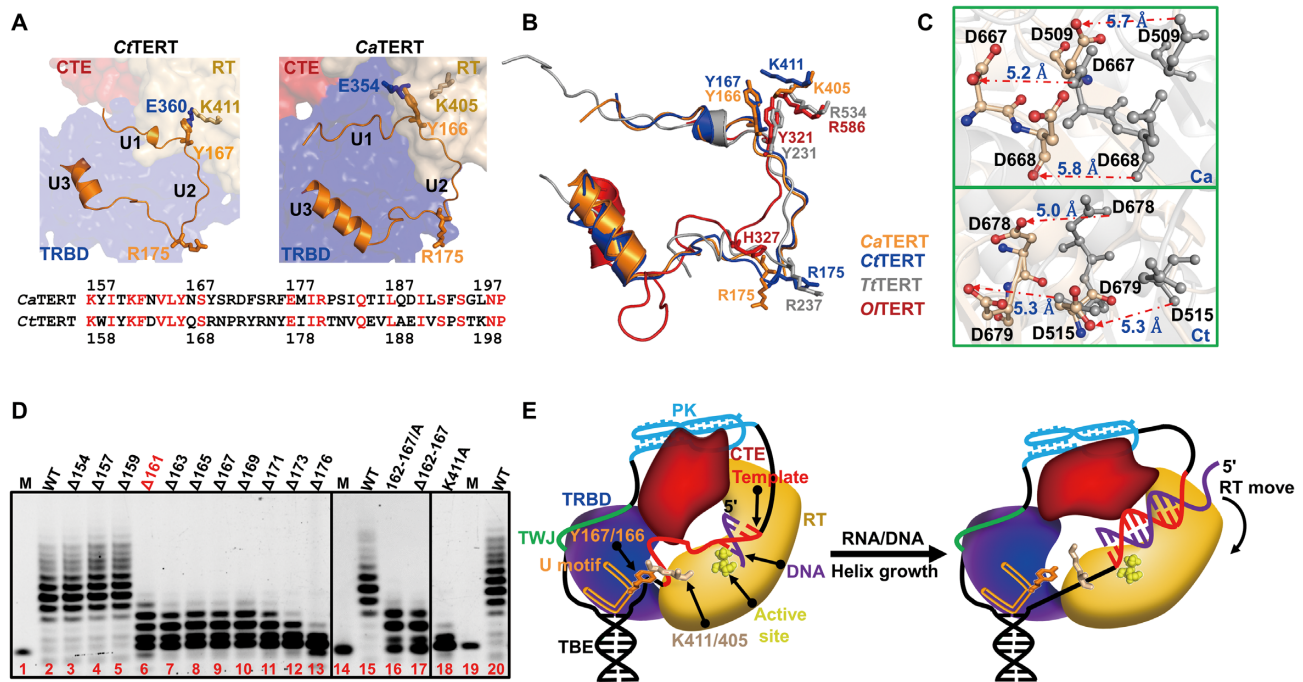 A
CtTERT
CaTERT
CTE
RT
E360
K411
U1
Y167
U3
U2
TRBD
R175
CTE
RT
E354
K405
Y166
U1
U2
U3
TRBD
R175
157 167 177 187 197
CaTERT KYITKFNVLYNSYSRDFSRFEMIRPSIQTILQDILSFSGLNP
CtTERT KWIYKFDVLYQSRNPRYRNYEIIRTNVQEVLAEIVSPSTKNP
158 168 178 188 198
B
Y167
Y166
K411
K405
R534
R586
Y321
Y231
H327
R175
R175
R237
CaTERT
CtTERT
TtTERT
OlTERT
C
D667
D509
5.7 Å
D509
5.2 Å
D667
D668
D668
5.8 Å
Ca
5.0 Å
D678
D678
D679
5.3 Å
5.3 Å
D515
D679
D515
Ct
D
M WT Δ154 Δ157 Δ159 Δ161 Δ163 Δ165 Δ167 Δ169 Δ171 Δ173 Δ176 M WT 162-167/A Δ162-167 K411A M WT
1 2 3 4 5 6 7 8 9 10 11 12 13 14 15 16 17 18 19 20
E
PK
CTE
Template
TRBD
5'
RT
TWJ
Y167/166
U motif
DNA
Active
site
K411/405
TBE
RNA/DNA
Helix growth
5'
RT move